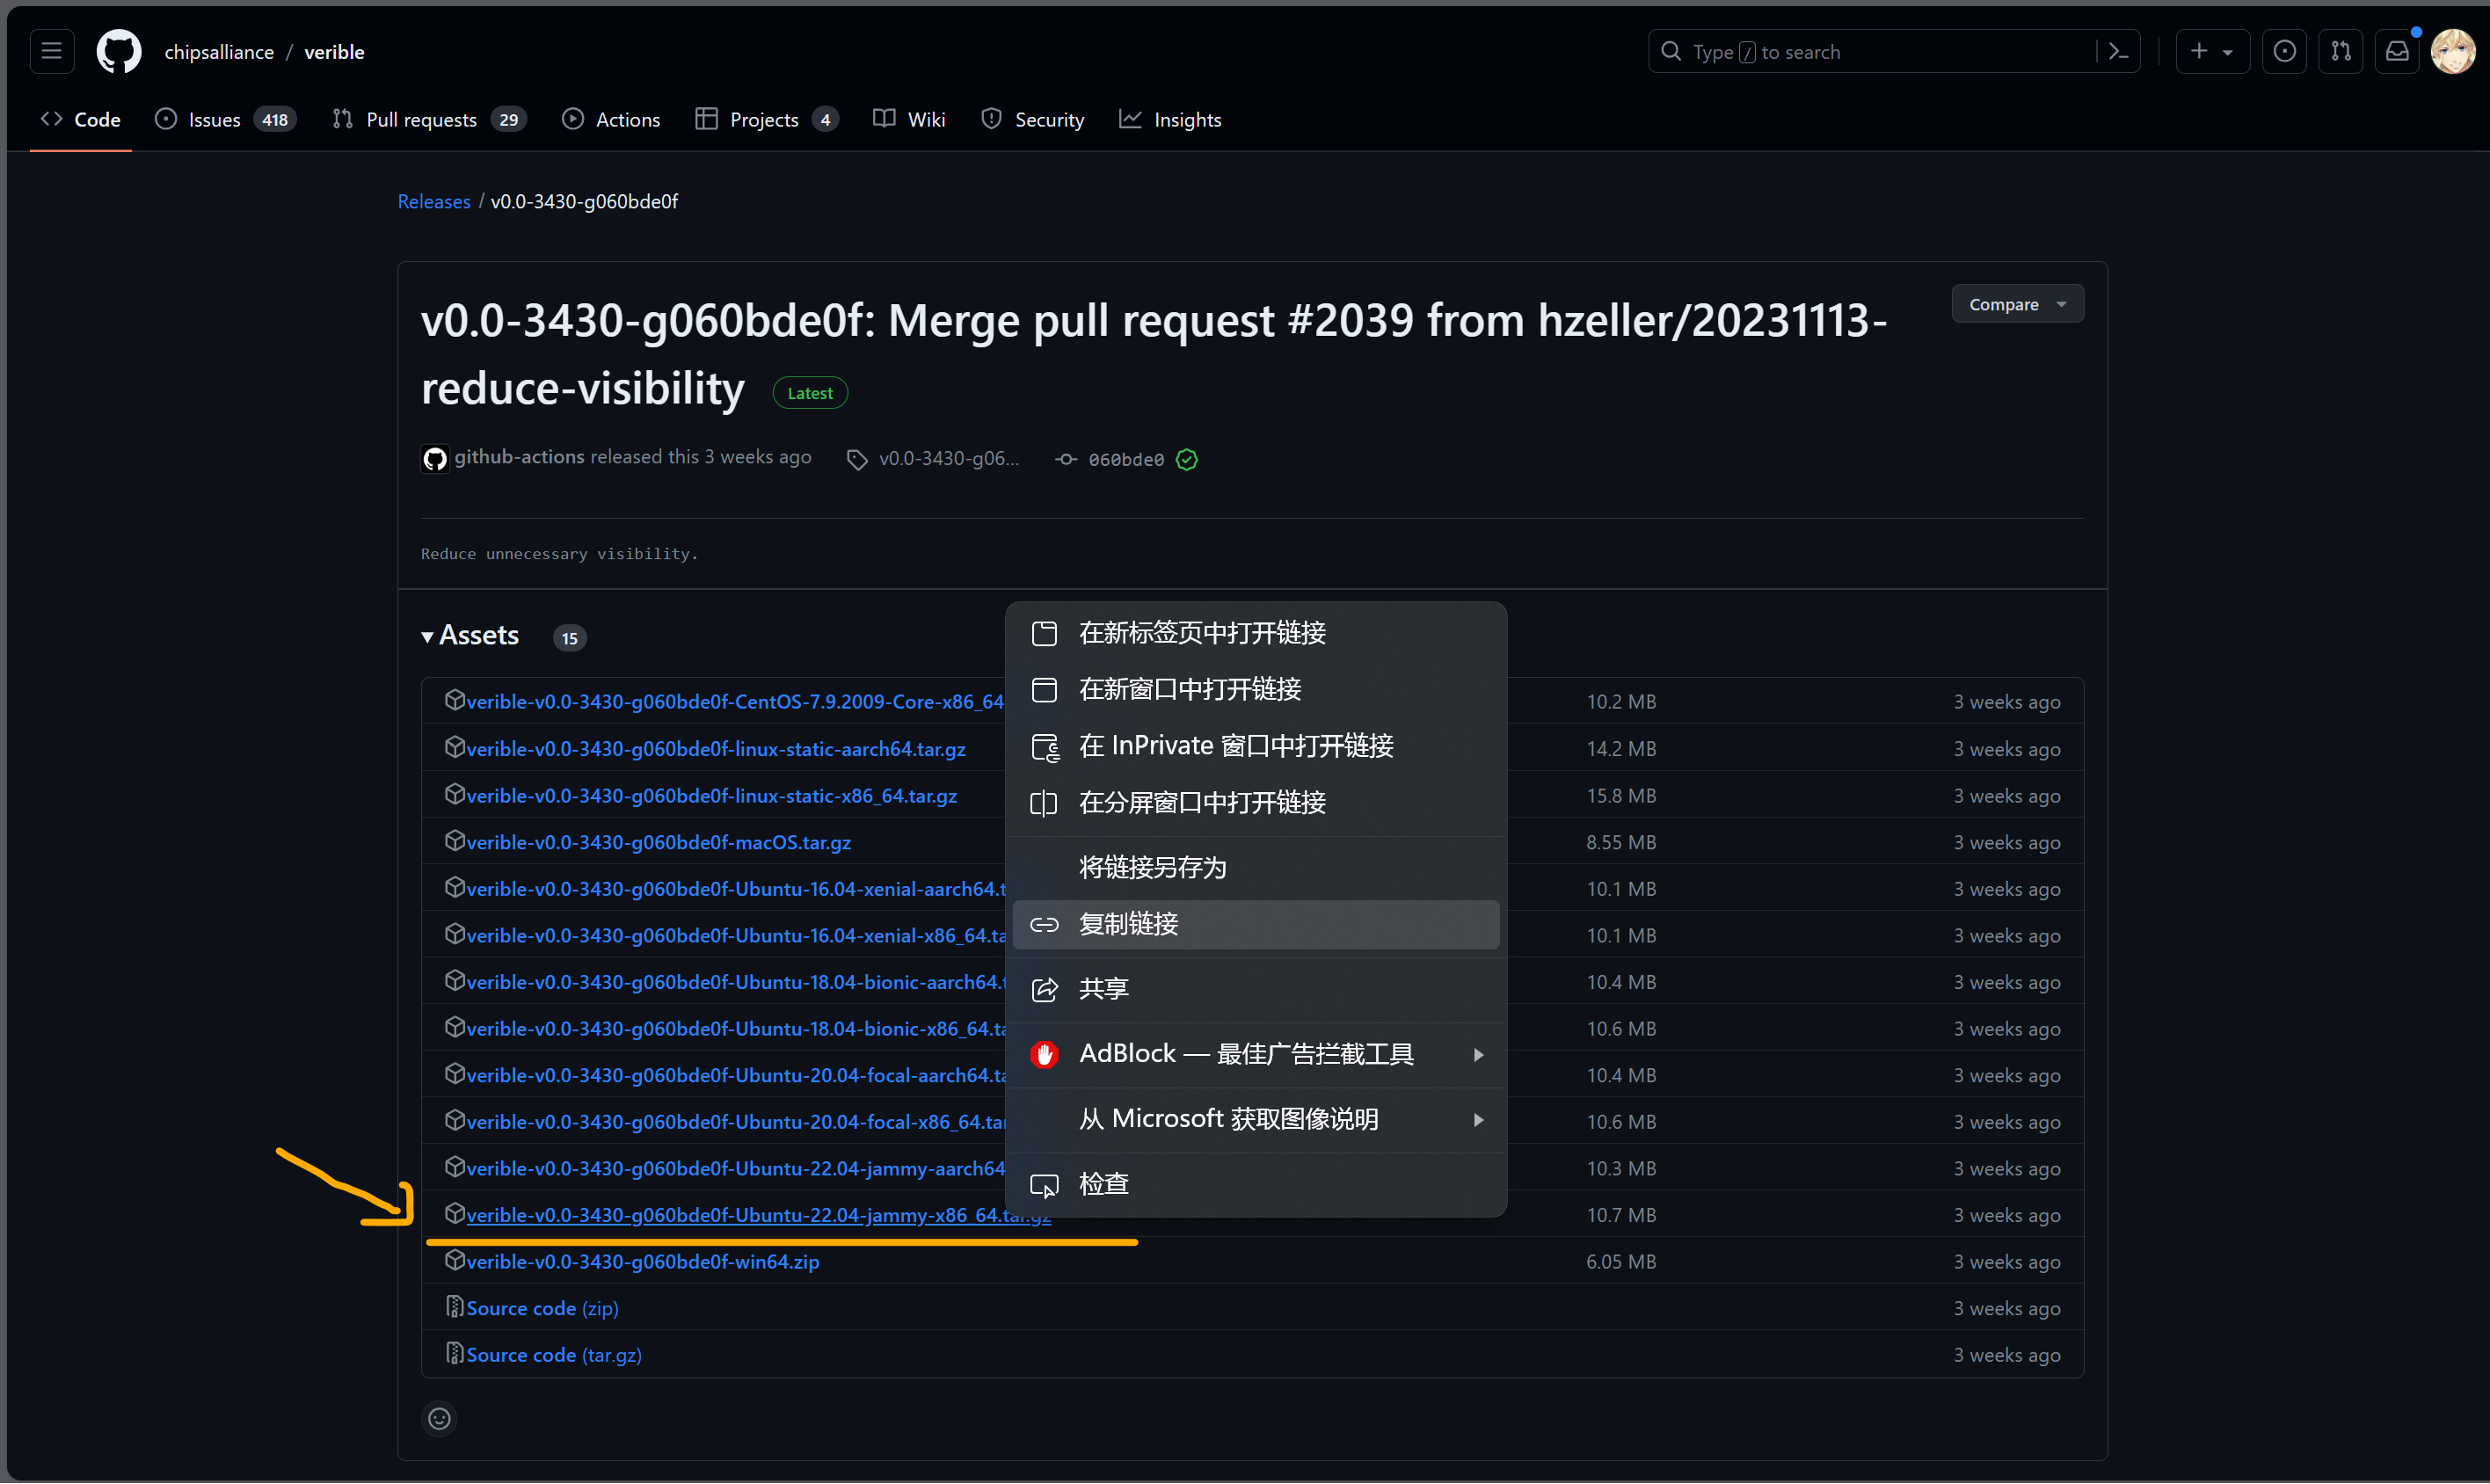 chipsalliance / verible
Type / to search
Code
Issues 418
Pull requests 29
Actions
Projects 4
Wiki
Security
Insights
Releases / v0.0-3430-g060bde0f
v0.0-3430-g060bde0f: Merge pull request #2039 from hzeller/20231113-
reduce-visibility Latest
Compare
github-actions released this 3 weeks ago v0.0-3430-g06... 060bde0
Reduce unnecessary visibility.
Assets 15
verible-v0.0-3430-g060bde0f-CentOS-7.9.2009-Core-x86_64 10.2 MB 3 weeks ago
verible-v0.0-3430-g060bde0f-linux-static-aarch64.tar.gz 14.2 MB 3 weeks ago
verible-v0.0-3430-g060bde0f-linux-static-x86_64.tar.gz 15.8 MB 3 weeks ago
verible-v0.0-3430-g060bde0f-macOS.tar.gz 8.55 MB 3 weeks ago
verible-v0.0-3430-g060bde0f-Ubuntu-16.04-xenial-aarch64.t 10.1 MB 3 weeks ago
verible-v0.0-3430-g060bde0f-Ubuntu-16.04-xenial-x86_64.ta 10.1 MB 3 weeks ago
verible-v0.0-3430-g060bde0f-Ubuntu-18.04-bionic-aarch64.t 10.4 MB 3 weeks ago
verible-v0.0-3430-g060bde0f-Ubuntu-18.04-bionic-x86_64.ta 10.6 MB 3 weeks ago
verible-v0.0-3430-g060bde0f-Ubuntu-20.04-focal-aarch64.ta 10.4 MB 3 weeks ago
verible-v0.0-3430-g060bde0f-Ubuntu-20.04-focal-x86_64.tar 10.6 MB 3 weeks ago
verible-v0.0-3430-g060bde0f-Ubuntu-22.04-jammy-aarch64 10.3 MB 3 weeks ago
verible-v0.0-3430-g060bde0f-Ubuntu-22.04-jammy-x86_64.tar.gz 10.7 MB 3 weeks ago
verible-v0.0-3430-g060bde0f-win64.zip 6.05 MB 3 weeks ago
Source code (zip) 3 weeks ago
Source code (tar.gz) 3 weeks ago
在新标签页中打开链接
在新窗口中打开链接
在 InPrivate 窗口中打开链接
在分屏窗口中打开链接
将链接另存为
复制链接
共享
AdBlock — 最佳广告拦截工具
从 Microsoft 获取图像说明
检查